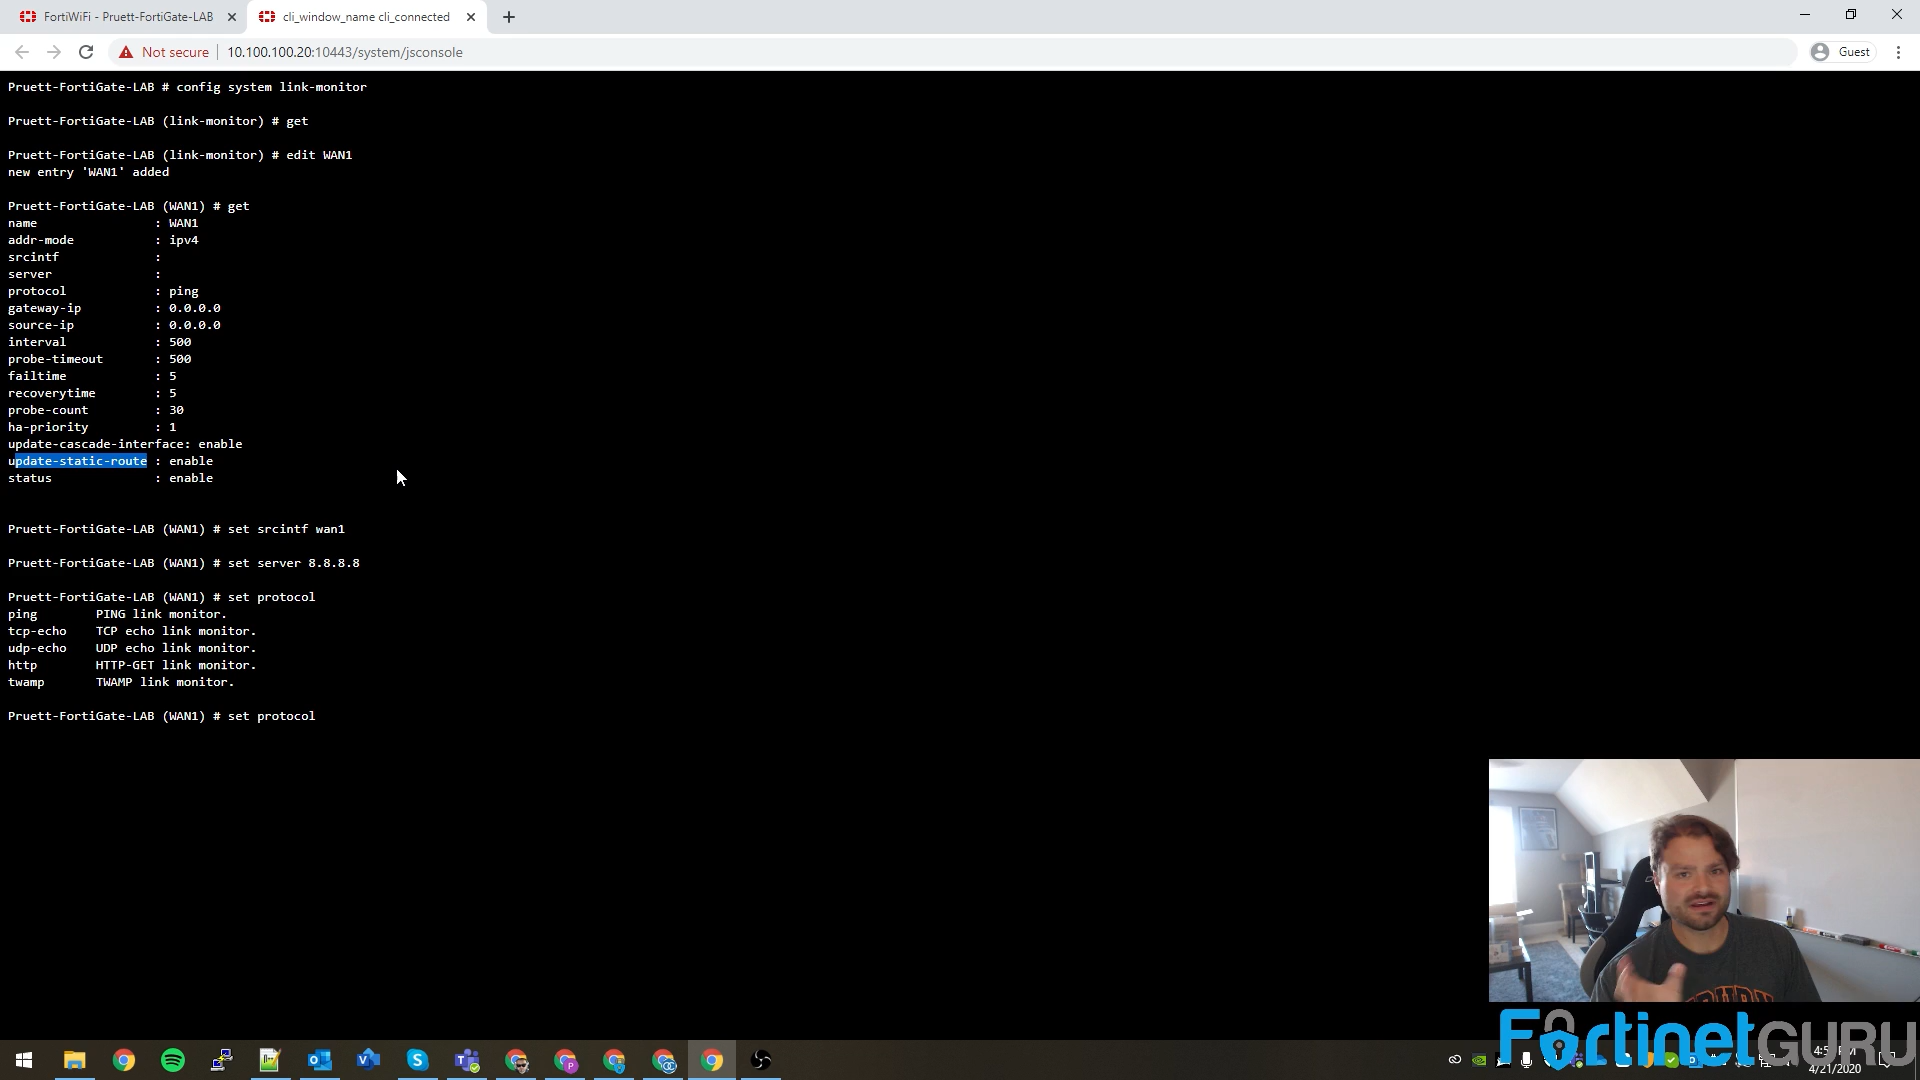 FortiWiFi - Pruett-FortiGate-LAB
cli_window_name cli_connected
Not secure
10.100.100.20:10443/system/jsconsole
Guest
Pruett-FortiGate-LAB # config system link-monitor
Pruett-FortiGate-LAB (link-monitor) # get
Pruett-FortiGate-LAB (link-monitor) # edit WAN1
new entry 'WAN1' added
Pruett-FortiGate-LAB (WAN1) # get
name : WAN1
addr-mode : ipv4
srcintf :
server :
protocol : ping
gateway-ip : 0.0.0.0
source-ip : 0.0.0.0
interval : 500
probe-timeout : 500
failtime : 5
recoverytime : 5
probe-count : 30
ha-priority : 1
update-cascade-interface: enable
update-static-route : enable
status : enable
Pruett-FortiGate-LAB (WAN1) # set srcintf wan1
Pruett-FortiGate-LAB (WAN1) # set server 8.8.8.8
Pruett-FortiGate-LAB (WAN1) # set protocol
ping PING link monitor.
tcp-echo TCP echo link monitor.
udp-echo UDP echo link monitor.
http HTTP-GET link monitor.
twamp TWAMP link monitor.
Pruett-FortiGate-LAB (WAN1) # set protocol
FortinetGURU
4/21/2020